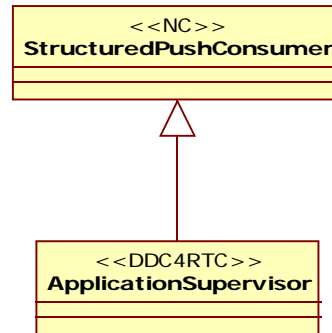 <<NC>>
StructuredPushConsumer
<<DDC4RTC>>
ApplicationSupervisor